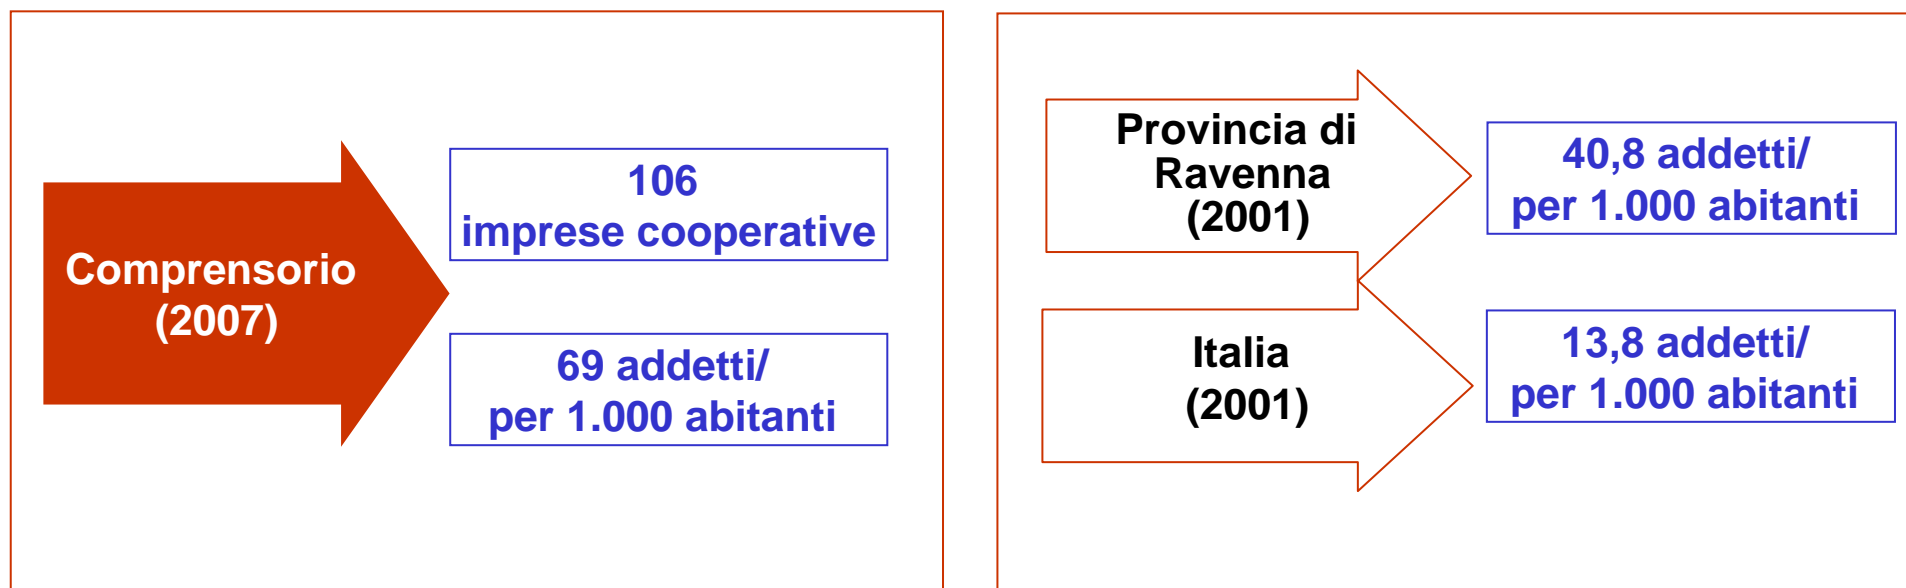 Comprensorio
(2007)
106
imprese cooperative
69 addetti/
per 1.000 abitanti
Provincia di
Ravenna
(2001)
40,8 addetti/
per 1.000 abitanti
Italia
(2001)
13,8 addetti/
per 1.000 abitanti